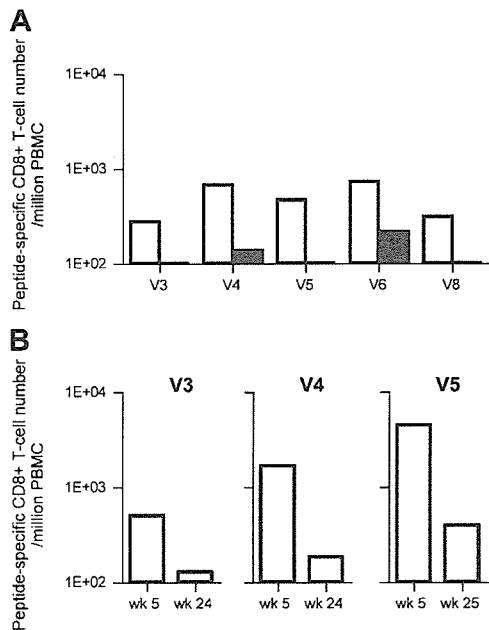 A
Peptide-specific CD8+ T-cell number
/million PBMC
1E+04
1E+03
1E+02
V3 V4 V5 V6 V8
B
Peptide-specific CD8+ T-cell number
/million PBMC
V3 V4 V5
1E+04
1E+03
1E+02
wk 5 wk 24 wk 5 wk 24 wk 5 wk 25